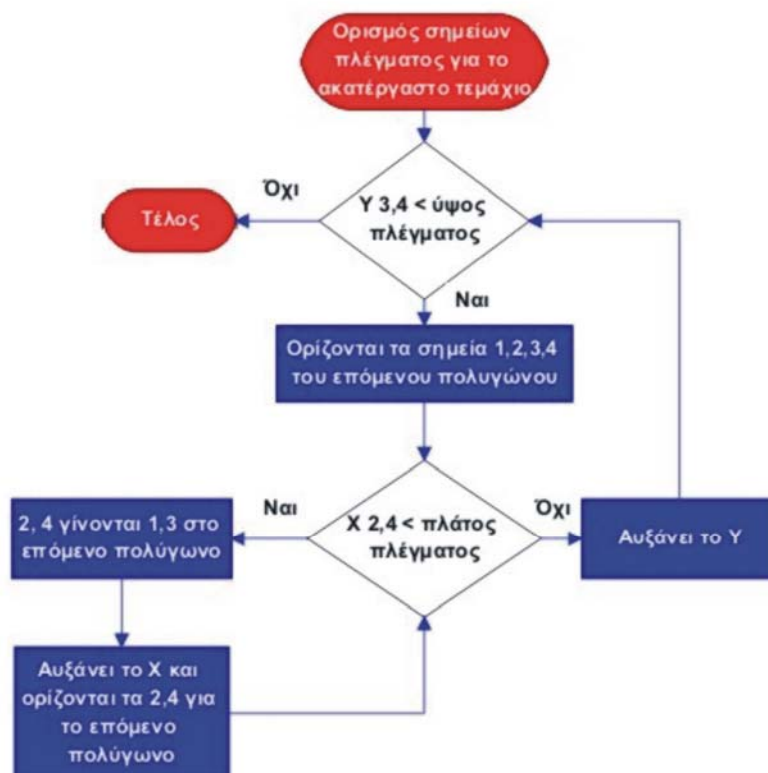 Ορισμός σημείων
πλέγματος για το
ακατέργαστο τεμάχιο
Όχι
Τέλος
Υ 3,4 < ύψος
πλέγματος
Ναι
Ορίζονται τα σημεία 1,2,3,4
του επόμενου πολυγώνου
Ναι
Όχι
2, 4 γίνονται 1,3 στο
επόμενο πολύγωνο
Χ 2,4 < πλάτος
πλέγματος
Αυξάνει το Υ
Αυξάνει το Χ και
ορίζονται τα 2,4 για
το επόμενο
πολύγωνο